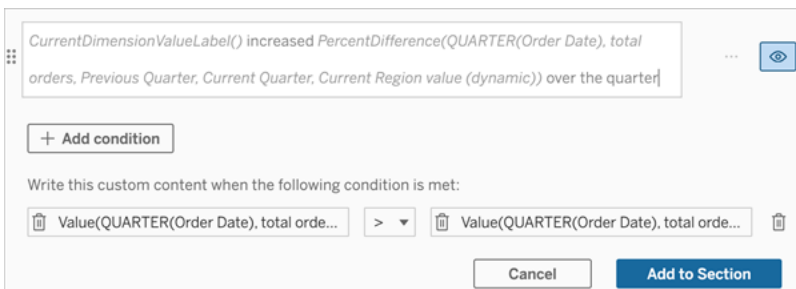 CurrentDimensionValueLabel() increased PercentDifference(QUARTER(Order Date), total
orders, Previous Quarter, Current Quarter, Current Region value (dynamic)) over the quarter
+ Add condition
Write this custom content when the following condition is met:
Value(QUARTER(Order Date), total orde... > Value(QUARTER(Order Date), total orde...
Cancel Add to Section